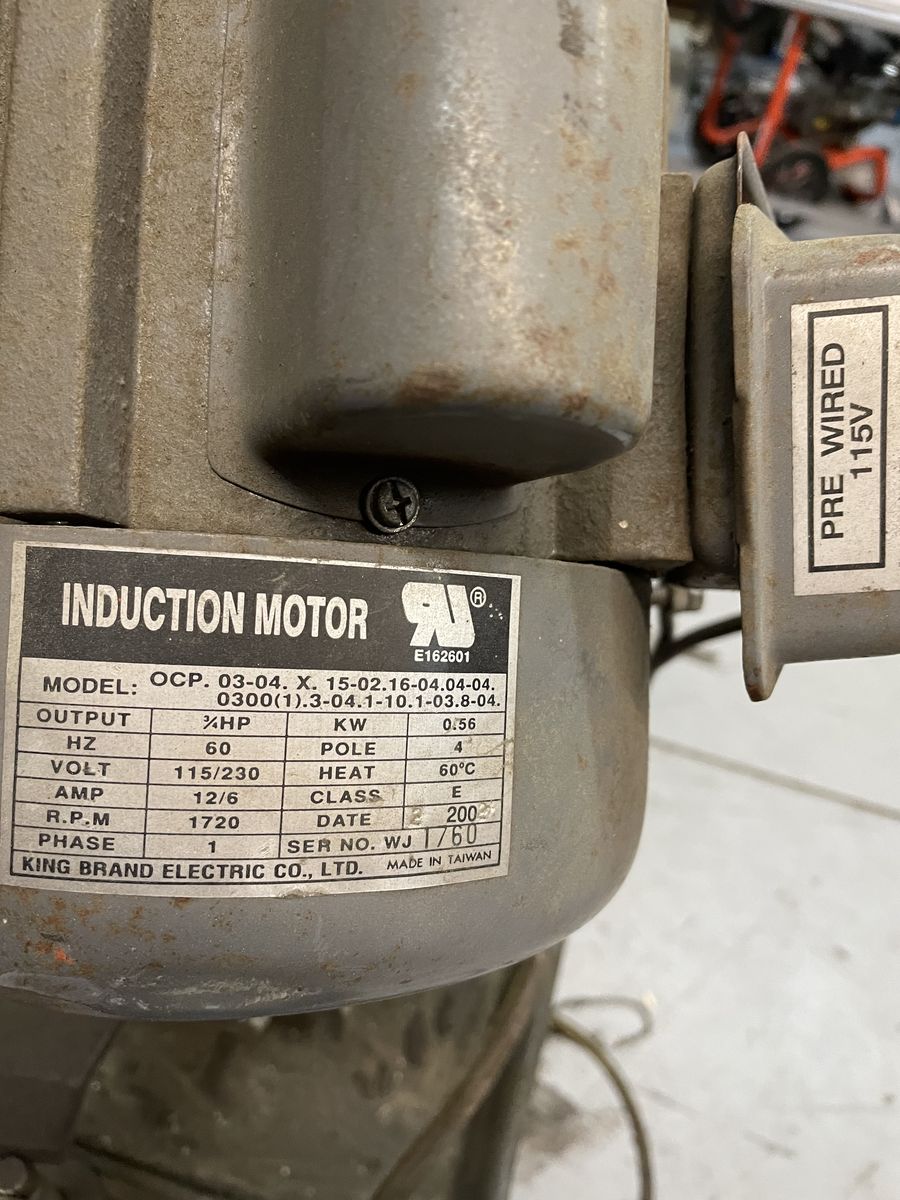 INDUCTION MOTOR
®
E162601
MODEL: OCP. 03-04. X. 15-02.16-04.04-04.
0300(1).3-04.1-10.1-03.8-04.
OUTPUT ¾HP KW 0.56
HZ 60 POLE 4
VOLT 115/230 HEAT 60°C
AMP 12/6 CLASS E
R.P.M 1720 DATE 200
PHASE 1 SER NO. WJ 1760
KING BRAND ELECTRIC CO., LTD. MADE IN TAIWAN
PRE WIRED
115V